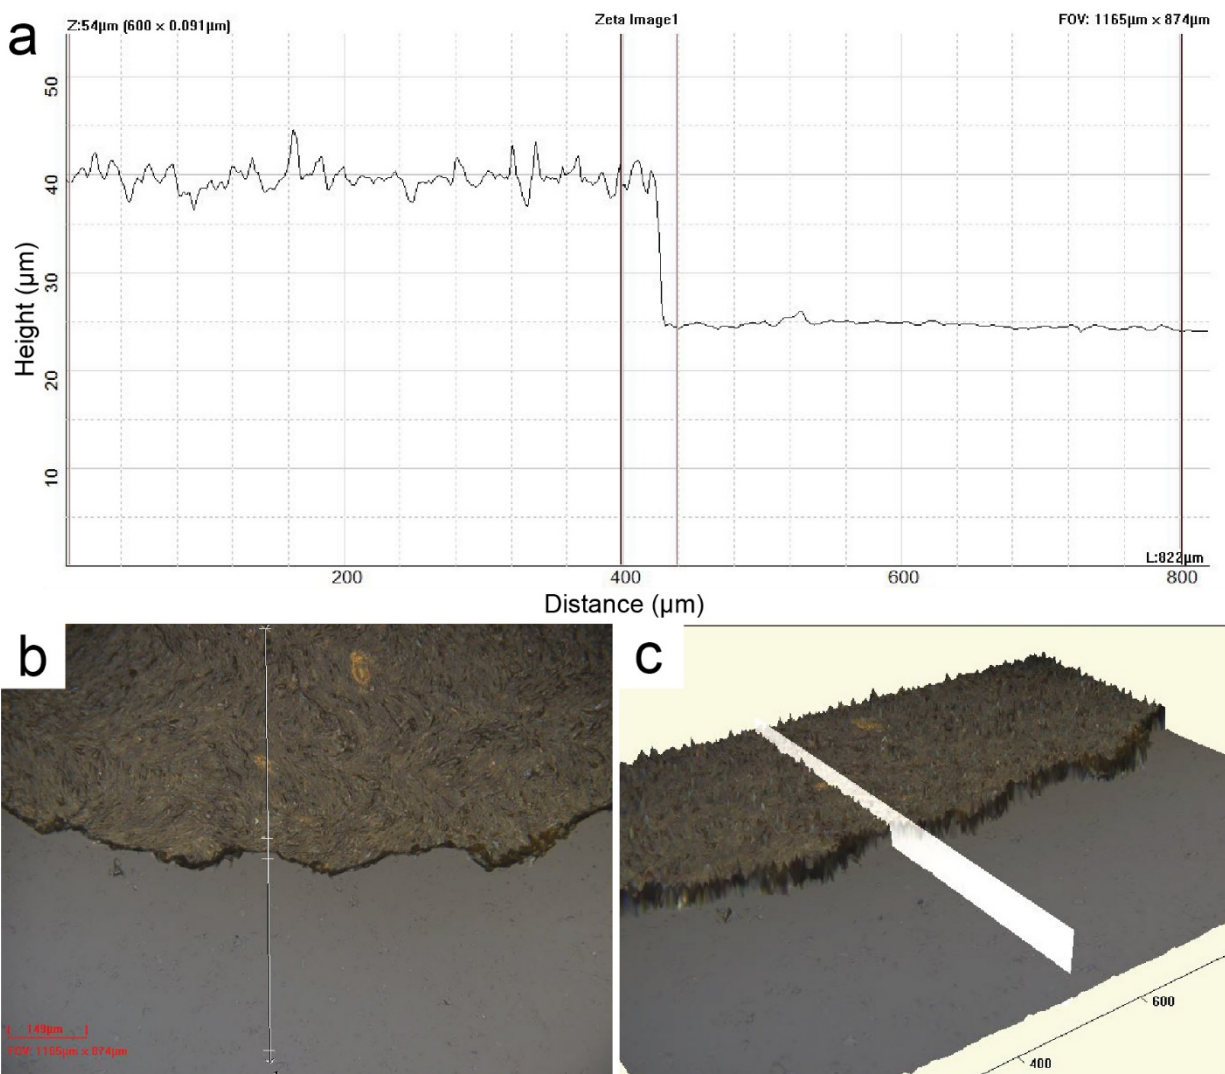 a
Z:54µm (600 × 0.091µm)
Zeta Image1
FOV: 1165µm x 874µm
50
40
30
20
10
Height (µm)
L:822µm
200
400
600
800
Distance (µm)
b
149µm
FOV: 1165µm x 874µm
c
600
400